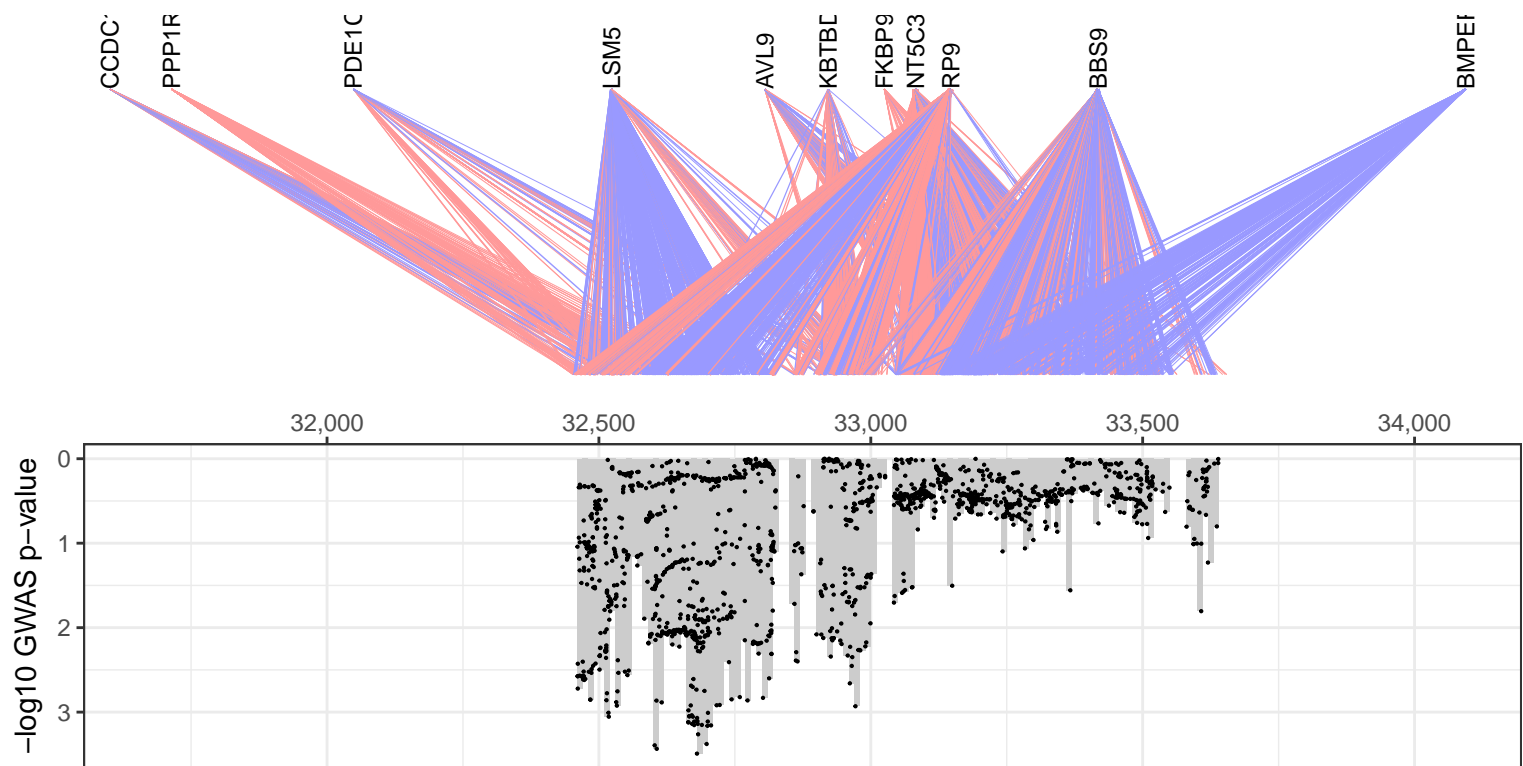 CCDC
PPP1R
PDE1C
LSM5
AVL9
KBTBD
FKBP9
NT5C3
RP9
BBS9
BMPER
32,000 32,500 33,000 33,500 34,000
0
1
2
3
−log10 GWAS p−value